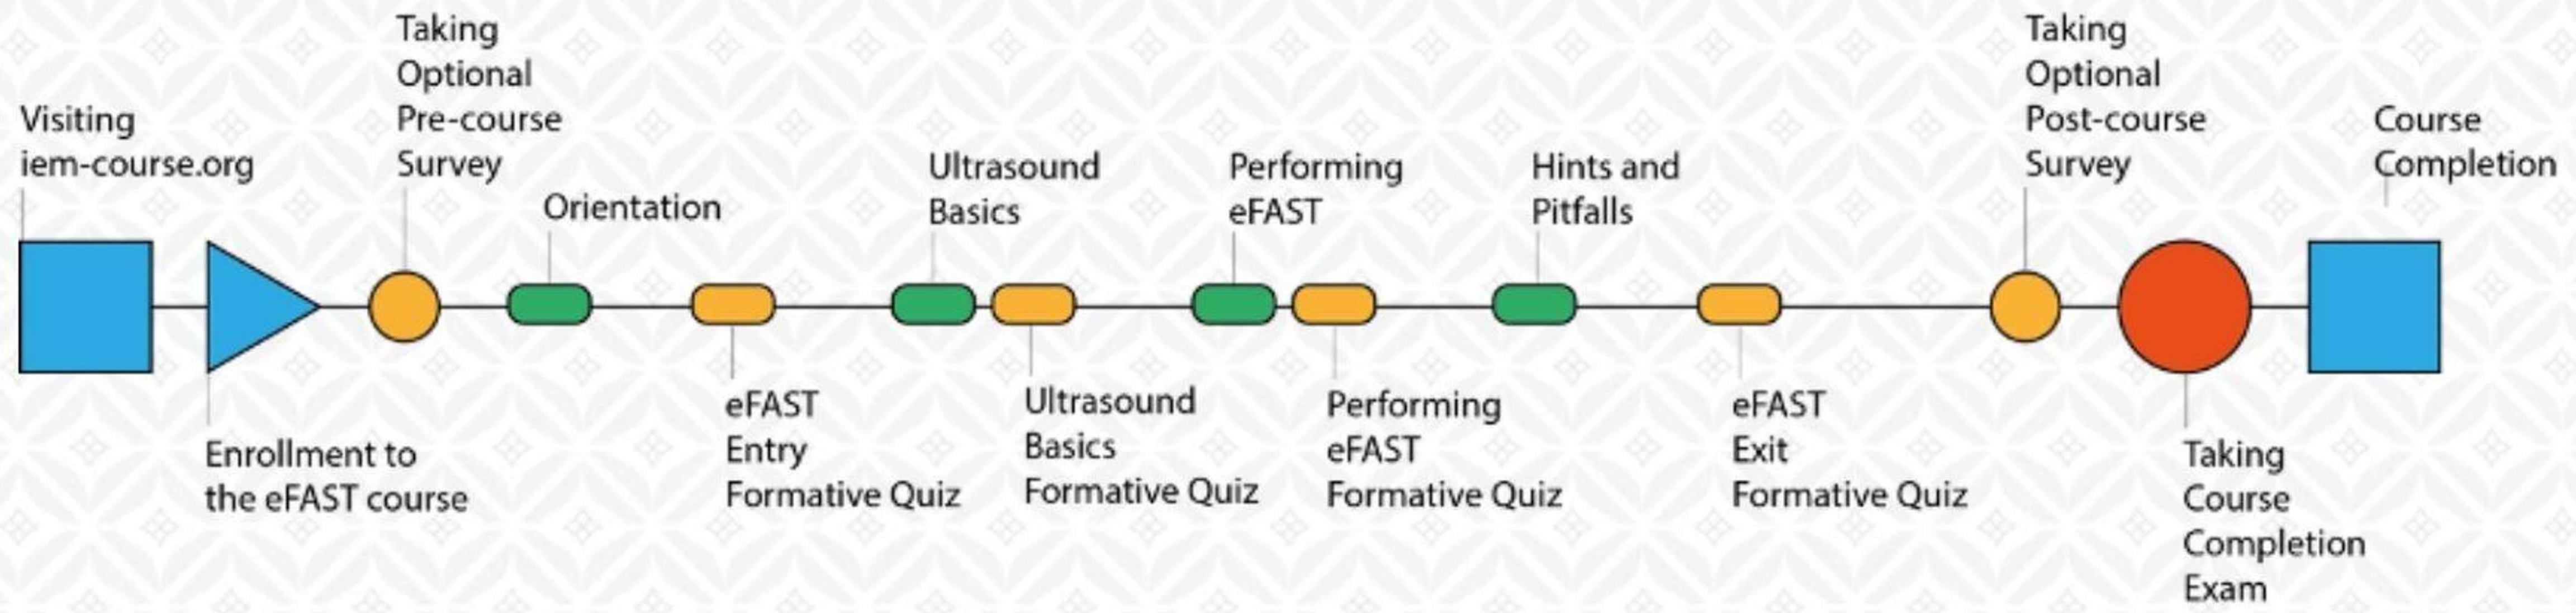 Visiting
iem-course.org
Enrollment to
the eFAST course
Taking
Optional
Pre-course
Survey
Orientation
eFAST
Entry
Formative Quiz
Ultrasound
Basics
Ultrasound
Basics
Formative Quiz
Performing
eFAST
Performing
eFAST
Formative Quiz
Hints and
Pitfalls
eFAST
Exit
Formative Quiz
Taking
Optional
Post-course
Survey
Taking
Course
Completion
Exam
Course
Completion